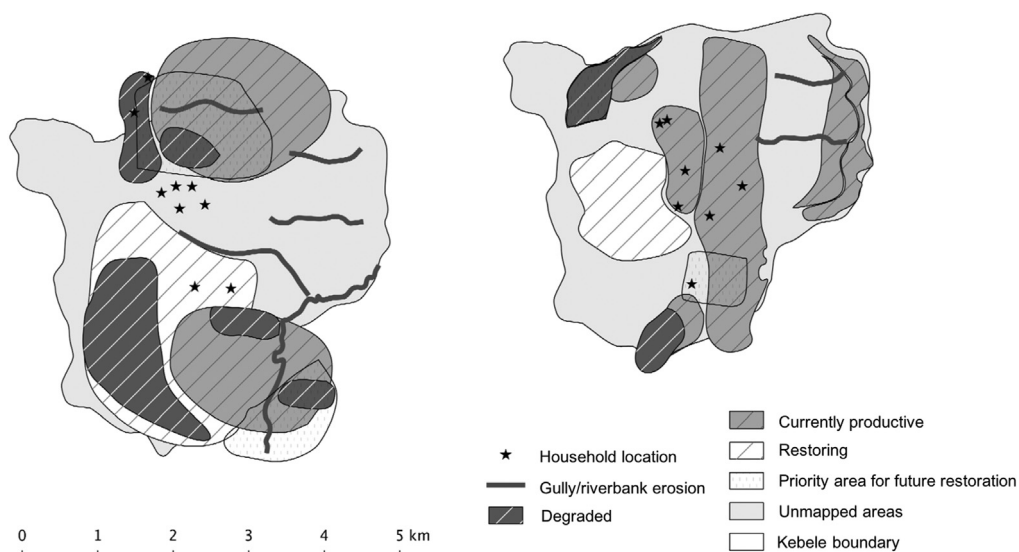 Household location
Gully/riverbank erosion
Degraded
Currently productive
Restoring
Priority area for future restoration
Unmapped areas
Kebele boundary
0 1 2 3 4 5 km